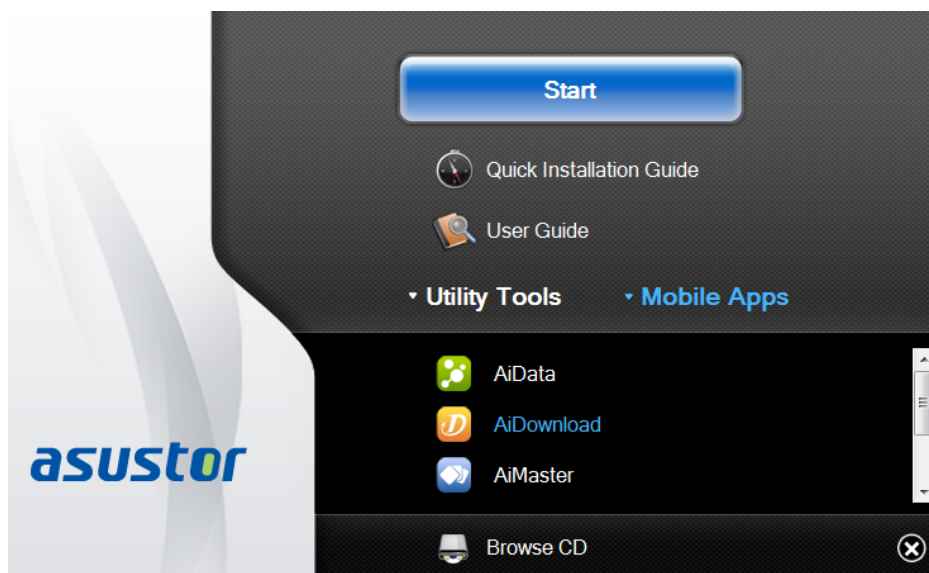 Start
Quick Installation Guide
User Guide
Utility Tools
Mobile Apps
AiData
AiDownload
AiMaster
asustor
Browse CD